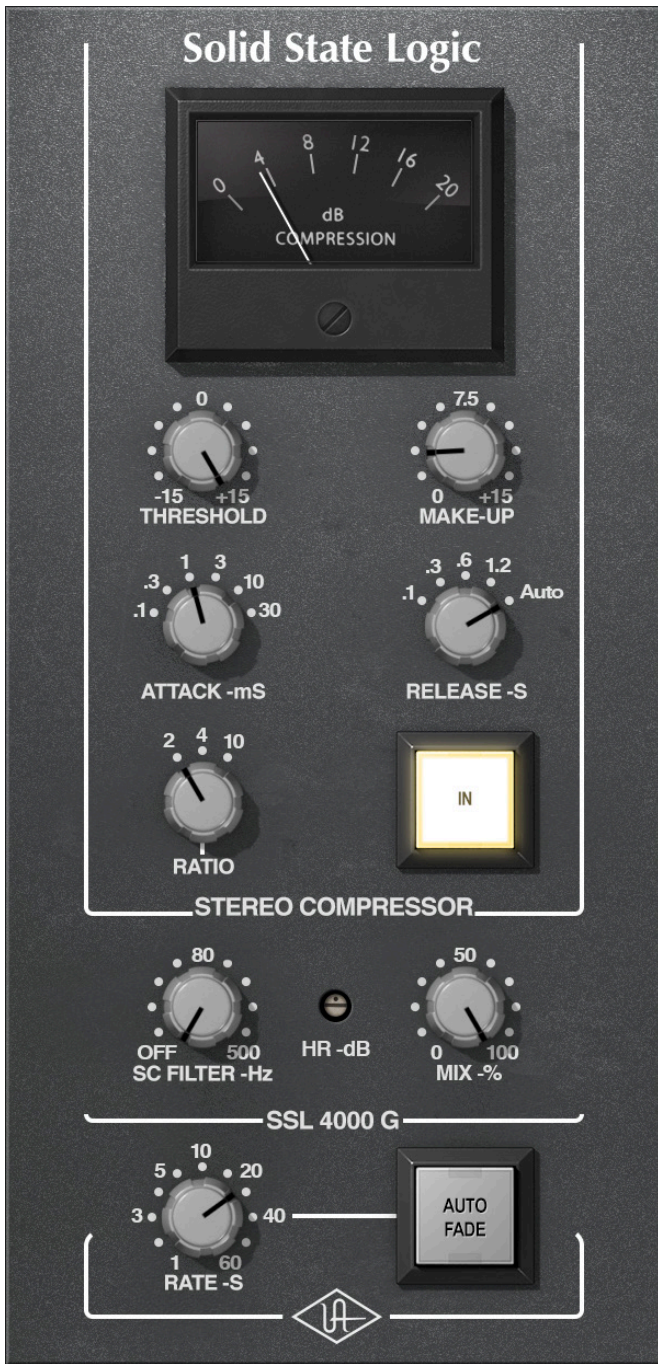 Solid State Logic
0 4 8 12 16 20
dB
COMPRESSION
0 7.5
-15 +15 0 +15
THRESHOLD MAKE-UP
.1 .3 1 3 10 30
.1 .3 .6 1.2 Auto
ATTACK -mS RELEASE -S
2 4 10
IN
RATIO
STEREO COMPRESSOR
80 50
OFF 500 HR -dB 0 100
SC FILTER -Hz MIX -%
SSL 4000 G
10
5 20
3 40
1 60
RATE -S
AUTO
FADE
UA